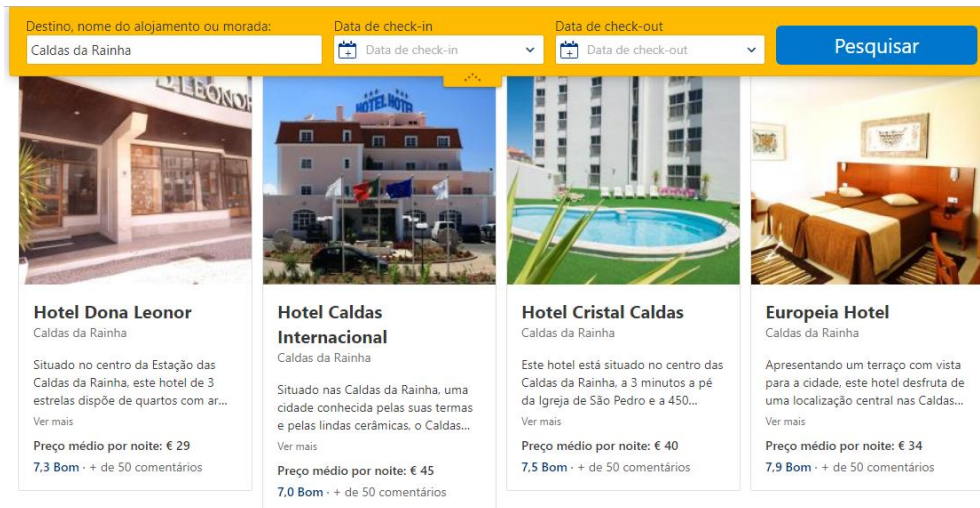 Destino, nome do alojamento ou morada:
Caldas da Rainha
Data de check-in
Data de check-in
Data de check-out
Data de check-out
Pesquisar
D. LEONOR
HOTEL HOTEL
Hotel Dona Leonor
Caldas da Rainha
Situado no centro da Estação das
Caldas da Rainha, este hotel de 3
estrelas dispõe de quartos com ar...
Ver mais
Preço médio por noite: € 29
7,3 Bom · + de 50 comentários
Hotel Caldas
Internacional
Caldas da Rainha
Situado nas Caldas da Rainha, uma
cidade conhecida pelas suas termas
e pelas lindas cerâmicas, o Caldas...
Ver mais
Preço médio por noite: € 45
7,0 Bom · + de 50 comentários
Hotel Cristal Caldas
Caldas da Rainha
Este hotel está situado no centro das
Caldas da Rainha, a 3 minutos a pé
da Igreja de São Pedro e a 450...
Ver mais
Preço médio por noite: € 40
7,5 Bom · + de 50 comentários
Europeia Hotel
Caldas da Rainha
Apresentando um terraço com vista
para a cidade, este hotel desfruta de
uma localização central nas Caldas...
Ver mais
Preço médio por noite: € 34
7,9 Bom · + de 50 comentários